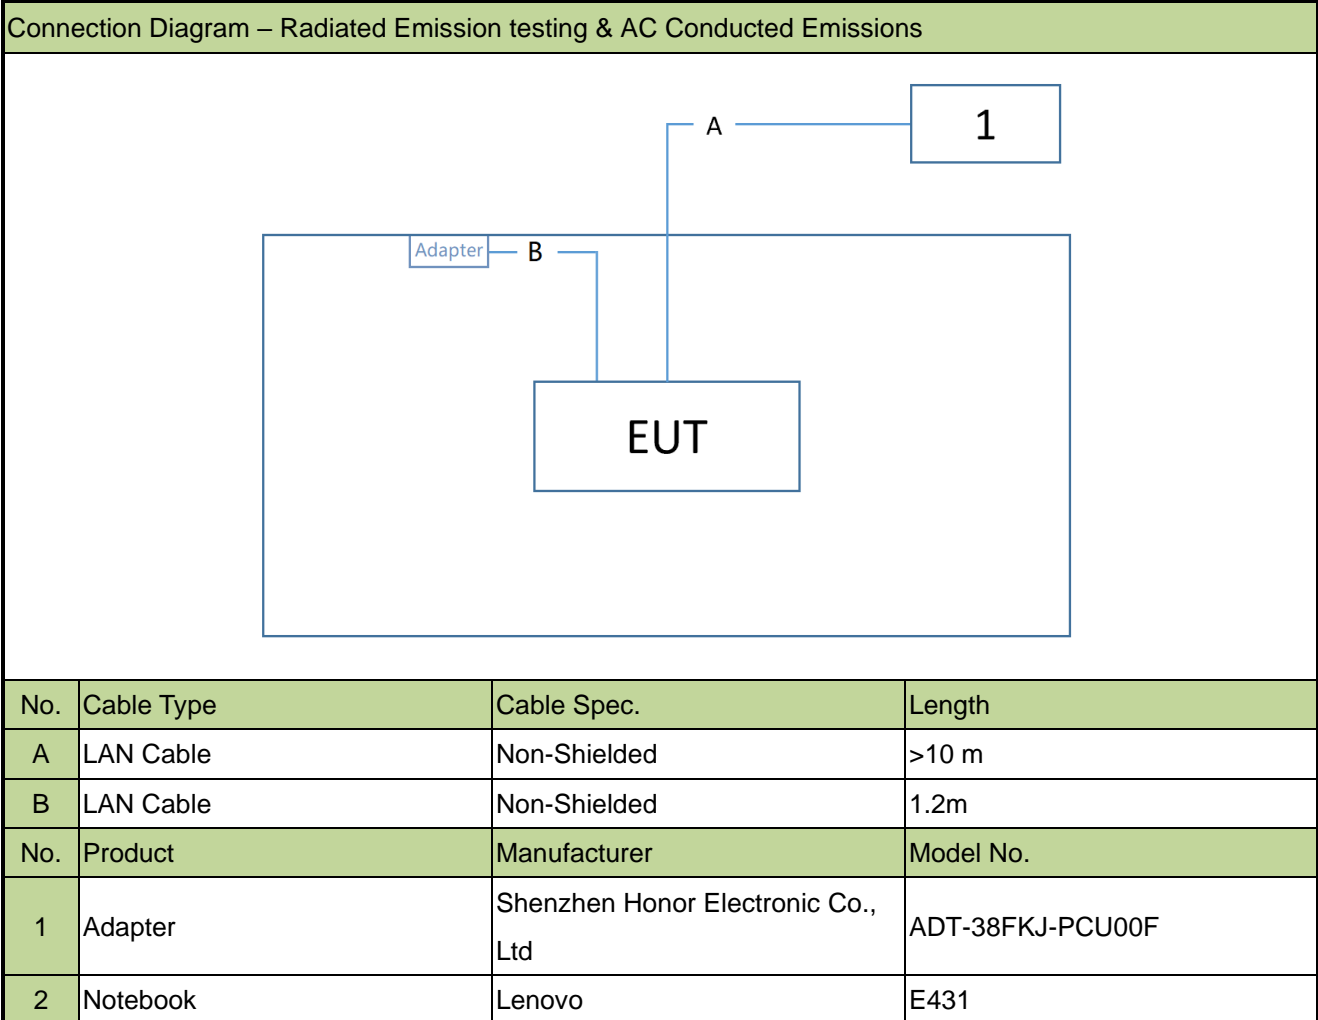 Connection Diagram – Radiated Emission testing & AC Conducted Emissions
A
1
Adapter
B
EUT
No. Cable Type Cable Spec. Length
A LAN Cable Non-Shielded >10 m
B LAN Cable Non-Shielded 1.2m
No. Product Manufacturer Model No.
1 Adapter Shenzhen Honor Electronic Co., Ltd ADT-38FKJ-PCU00F
2 Notebook Lenovo E431